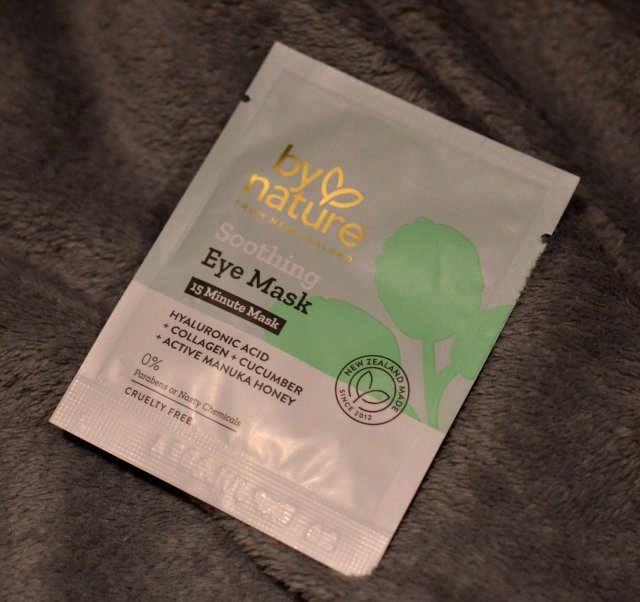 by
nature
FROM NEW ZEALAND
Soothing
Eye Mask
15 Minute Mask
HYALURONIC ACID
+ COLLAGEN + CUCUMBER
+ ACTIVE MANUKA HONEY
0%
Parabens or Nasty Chemicals
CRUELTY FREE
NEW ZEALAND MADE
SINCE 2012